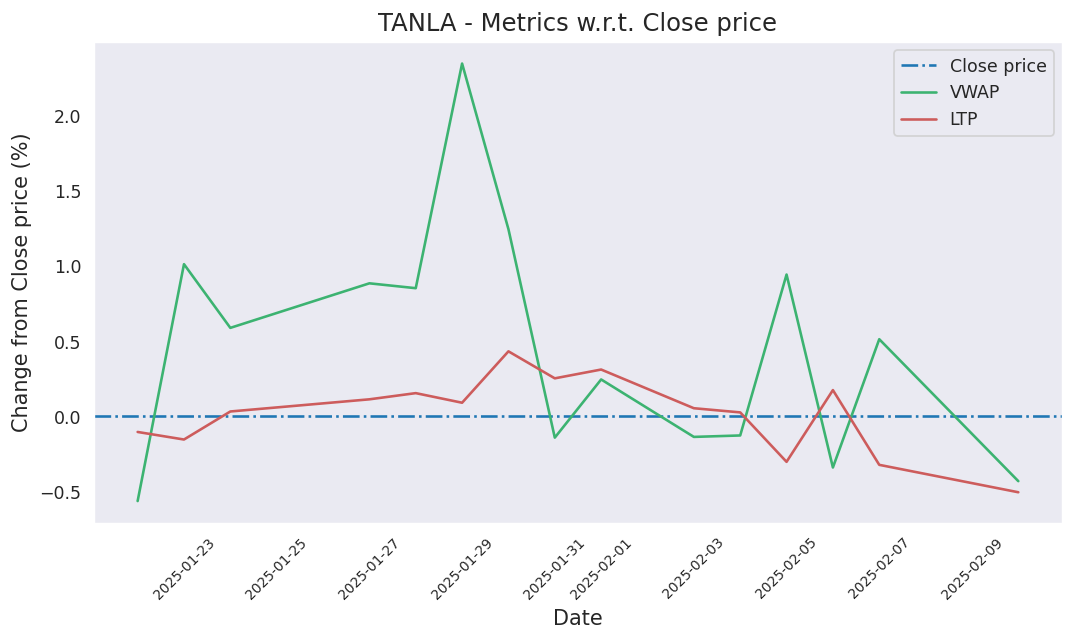 TANLA - Metrics w.r.t. Close price
Close price
VWAP
LTP
Change from Close price (%)
2.0
1.5
1.0
0.5
0.0
−0.5
2025-01-23
2025-01-25
2025-01-27
2025-01-29
2025-01-31
2025-02-01
2025-02-03
2025-02-05
2025-02-07
2025-02-09
Date